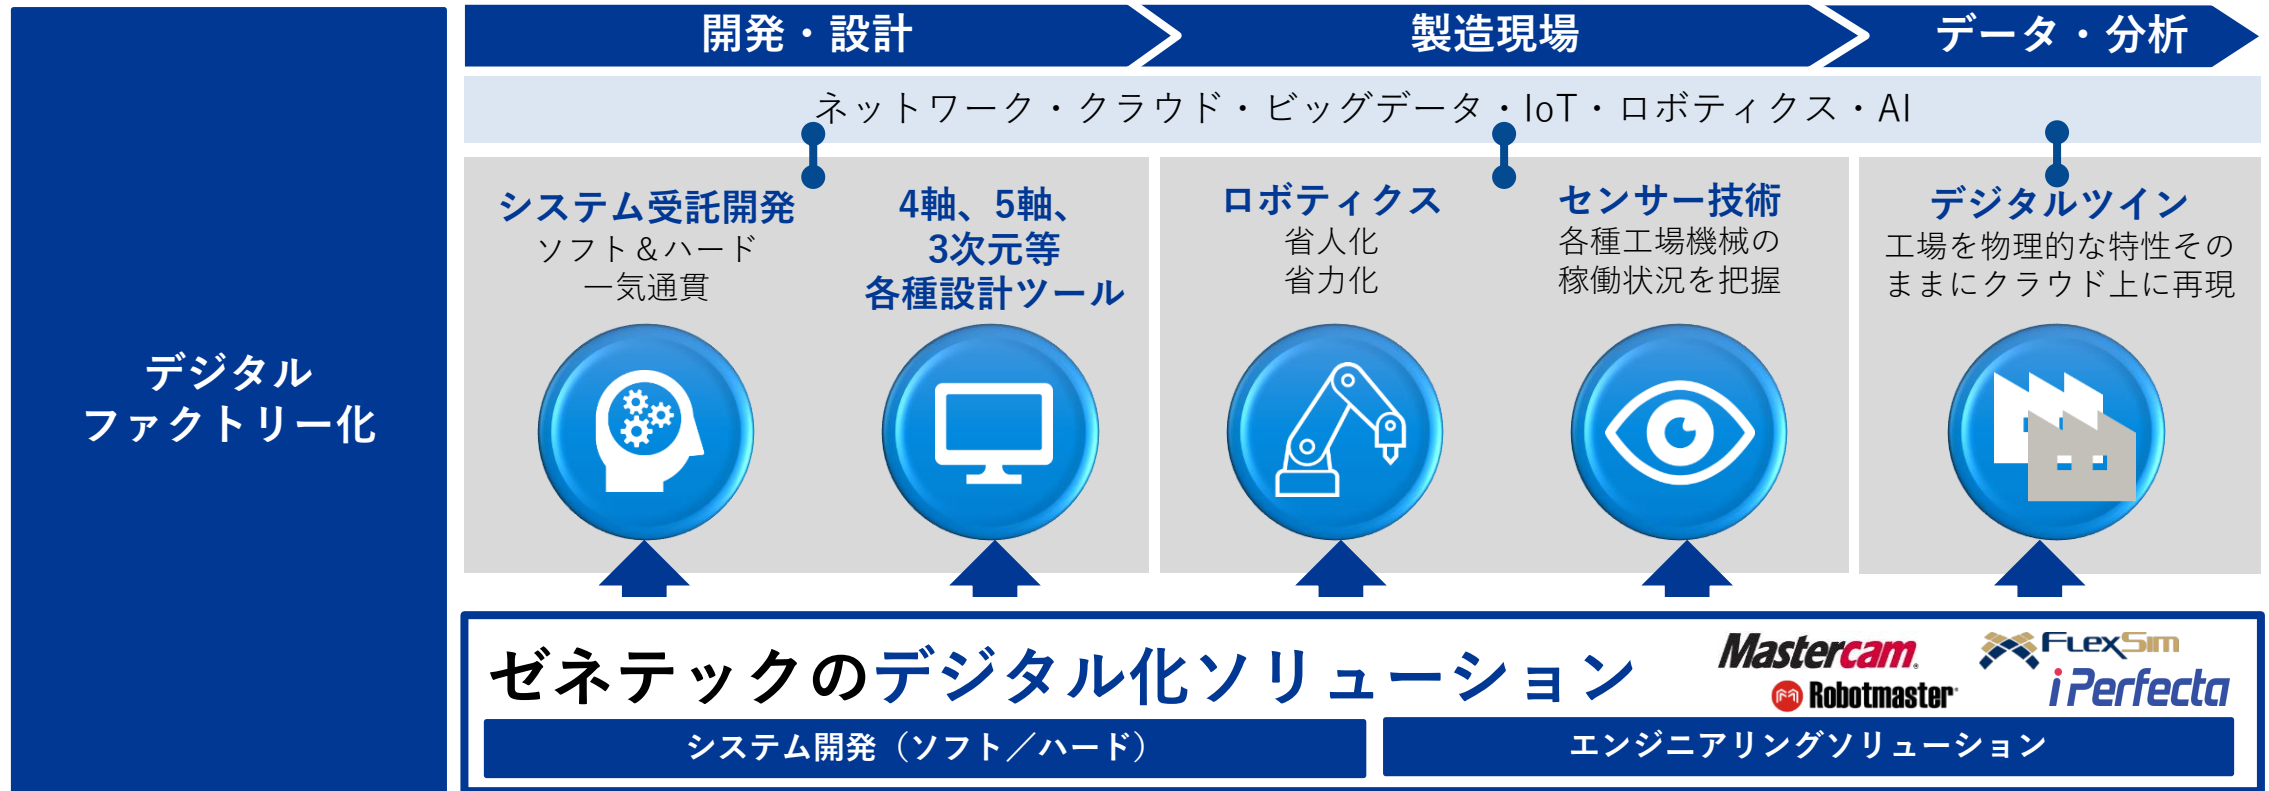 デジタル
ファクトリー化
開発・設計
製造現場
データ・分析
ネットワーク・クラウド・ビッグデータ・IoT・ロボティクス・AI
システム受託開発
ソフト＆ハード
一気通貫
4軸、5軸、
3次元等
各種設計ツール
ロボティクス
省人化
省力化
センサー技術
各種工場機械の
稼働状況を把握
デジタルツイン
工場を物理的な特性その
ままにクラウド上に再現
ゼネテックのデジタル化ソリューション
Mastercam.
FLEXSIM
Robotmaster
iPerfecta
システム開発（ソフト／ハード）
エンジニアリングソリューション